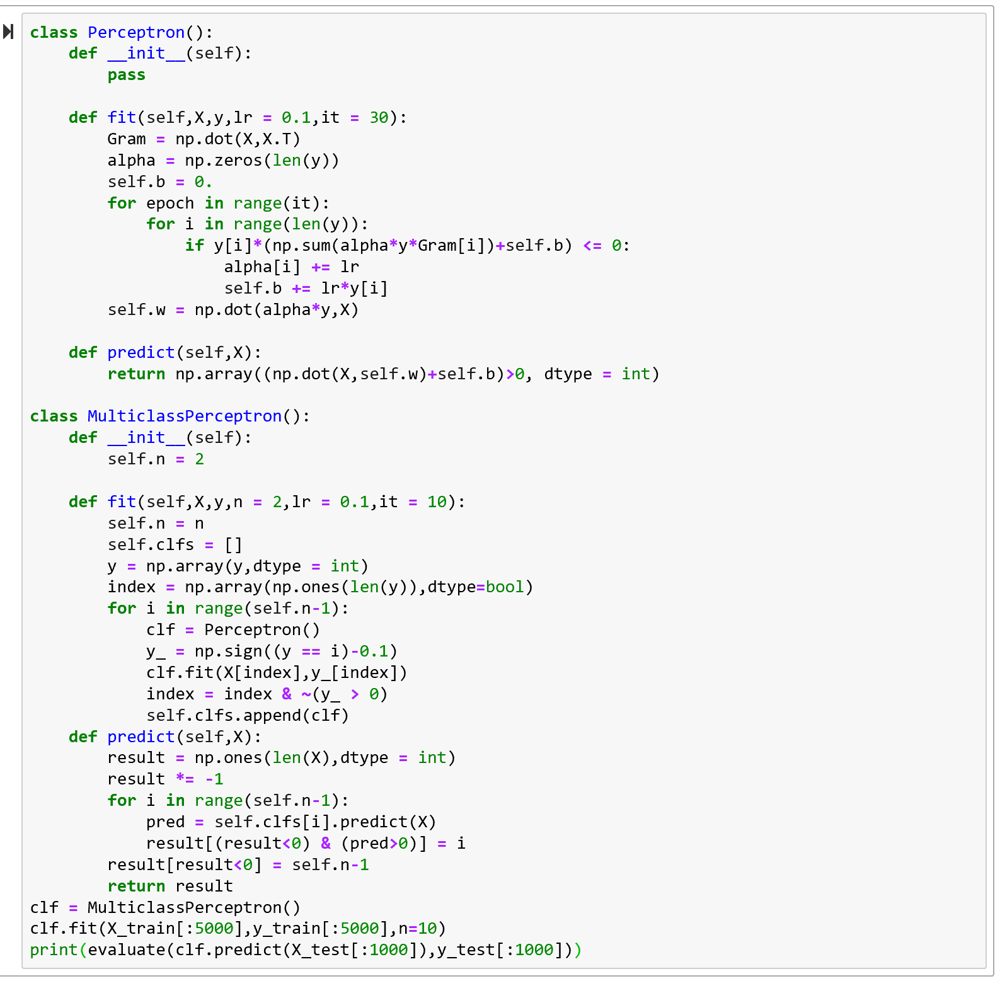 class Perceptron():
    def __init__(self):
        pass

    def fit(self,X,y,lr = 0.1,it = 30):
        Gram = np.dot(X,X.T)
        alpha = np.zeros(len(y))
        self.b = 0.
        for epoch in range(it):
            for i in range(len(y)):
                if y[i]*(np.sum(alpha*y*Gram[i])+self.b) <= 0:
                    alpha[i] += lr
                    self.b += lr*y[i]
        self.w = np.dot(alpha*y,X)

    def predict(self,X):
        return np.array((np.dot(X,self.w)+self.b)>0, dtype = int)

class MulticlassPerceptron():
    def __init__(self):
        self.n = 2

    def fit(self,X,y,n = 2,lr = 0.1,it = 10):
        self.n = n
        self.clfs = []
        y = np.array(y,dtype = int)
        index = np.array(np.ones(len(y)),dtype=bool)
        for i in range(self.n-1):
            clf = Perceptron()
            y_ = np.sign((y == i)-0.1)
            clf.fit(X[index],y_[index])
            index = index & ~(y_ > 0)
            self.clfs.append(clf)
    def predict(self,X):
        result = np.ones(len(X),dtype = int)
        result *= -1
        for i in range(self.n-1):
            pred = self.clfs[i].predict(X)
            result[(result<0) & (pred>0)] = i
        result[result<0] = self.n-1
        return result
clf = MulticlassPerceptron()
clf.fit(X_train[:5000],y_train[:5000],n=10)
print(evaluate(clf.predict(X_test[:1000]),y_test[:1000]))